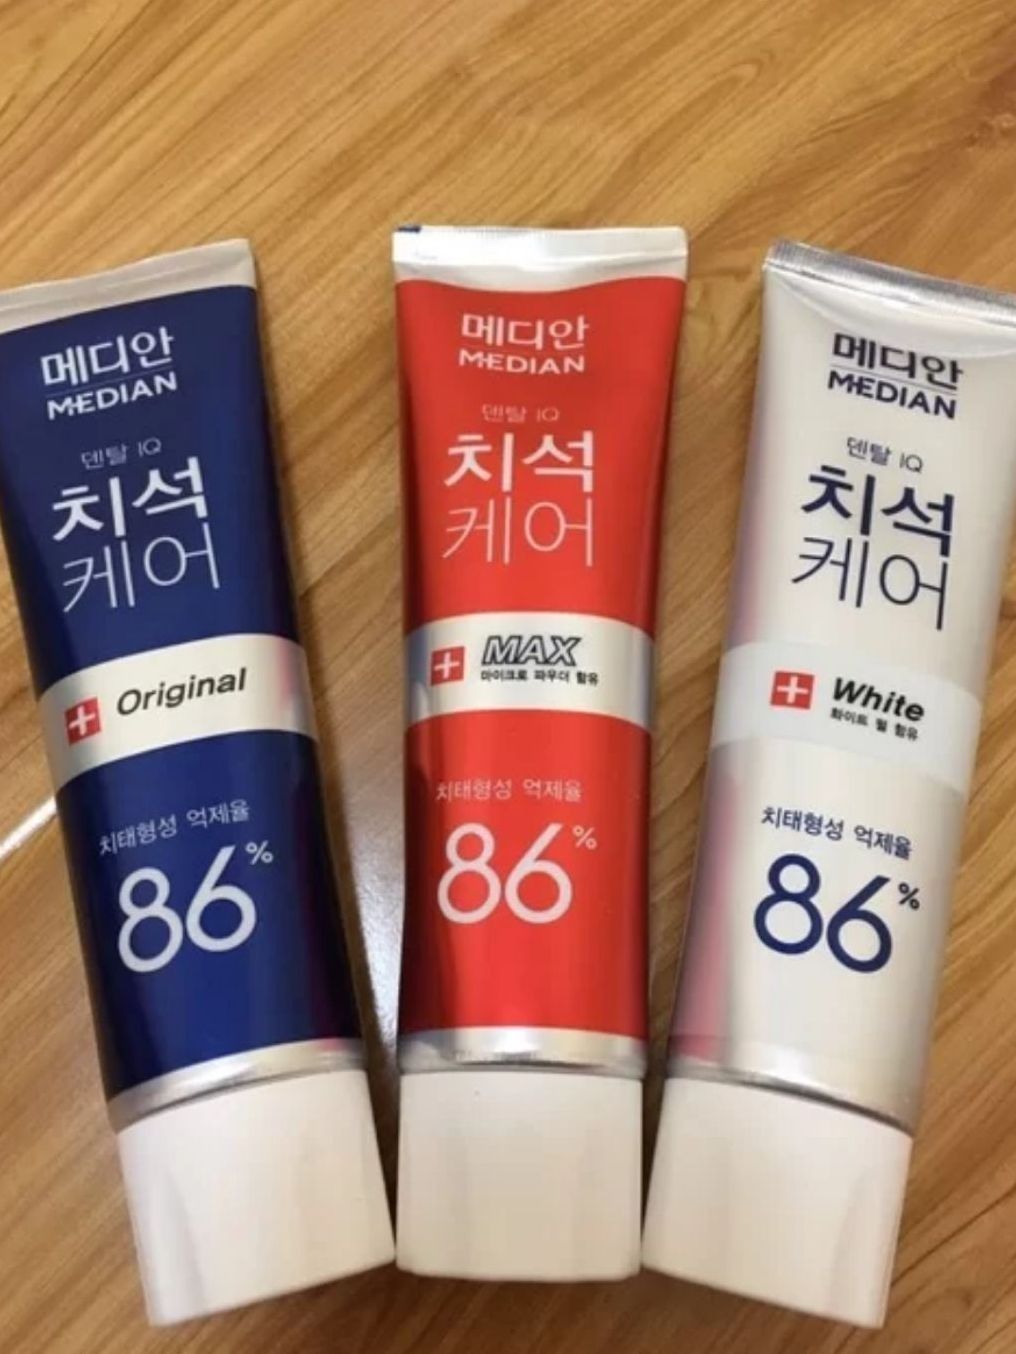 메디안
MEDIAN
덴탈 IQ
치석
케어
Original
치태형성 억제율
86%
메디안
MEDIAN
덴탈 IQ
치석
케어
MAX
마이크로 파우더 함유
치태형성 억제율
86%
메디안
MEDIAN
덴탈 IQ
치석
케어
White
화이트 펄 함유
치태형성 억제율
86%